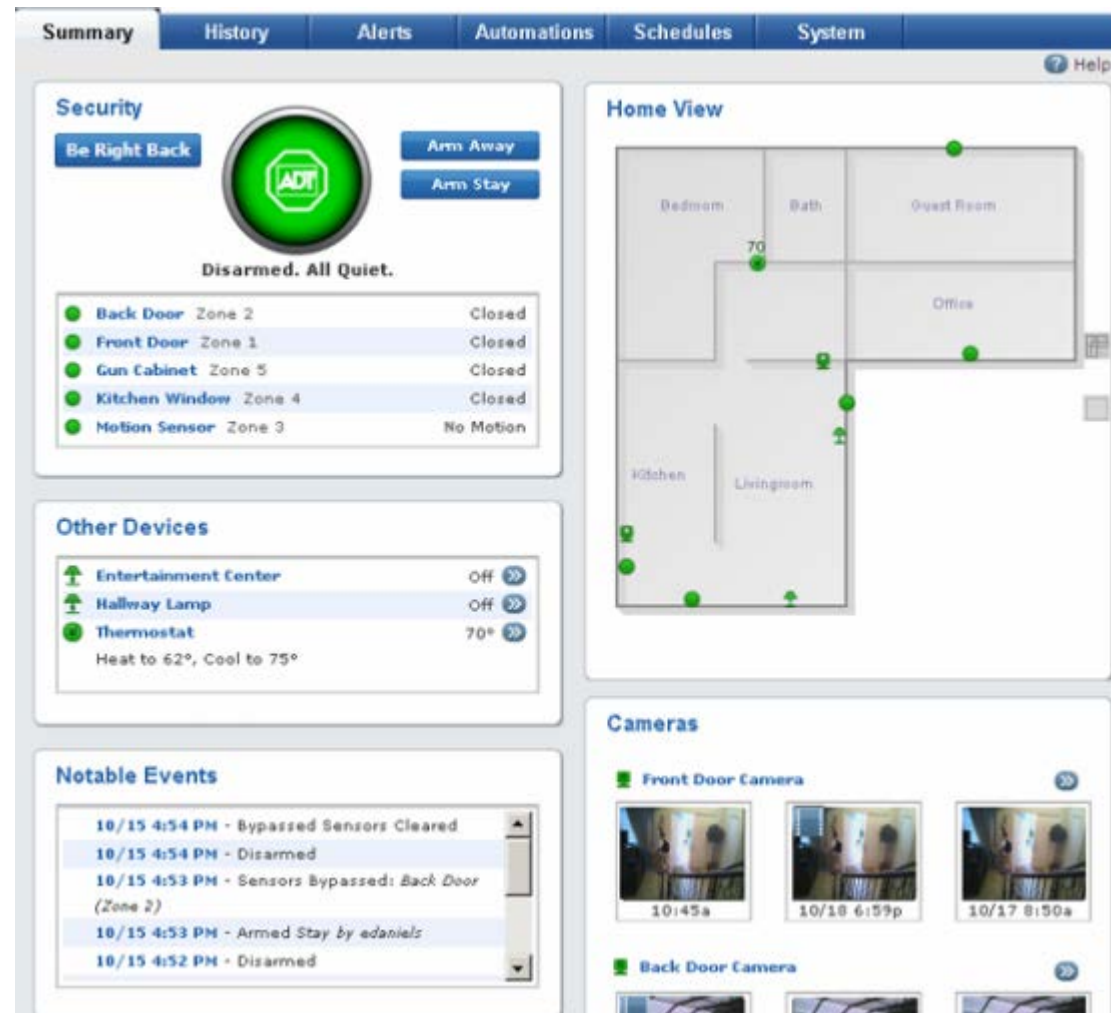 Summary History Alerts Automations Schedules System
Help
Security
Be Right Back
ADT
Arm Away
Arm Stay
Disarmed. All Quiet.
Back Door Zone 2 Closed
Front Door Zone 1 Closed
Gun Cabinet Zone 5 Closed
Kitchen Window Zone 4 Closed
Motion Sensor Zone 3 No Motion
Other Devices
Entertainment Center Off
Hallway Lamp Off
Thermostat 70°
Heat to 62°, Cool to 75°
Notable Events
10/15 4:54 PM - Bypassed Sensors Cleared
10/15 4:54 PM - Disarmed
10/15 4:53 PM - Sensors Bypassed: Back Door
(Zone 2)
10/15 4:53 PM - Armed Stay by edaniels
10/15 4:52 PM - Disarmed
Home View
Bedroom Bath Guest Room
70
Office
Kitchen
Livingroom
Cameras
Front Door Camera
10:45a 10/18 6:59p 10/17 8:50a
Back Door Camera